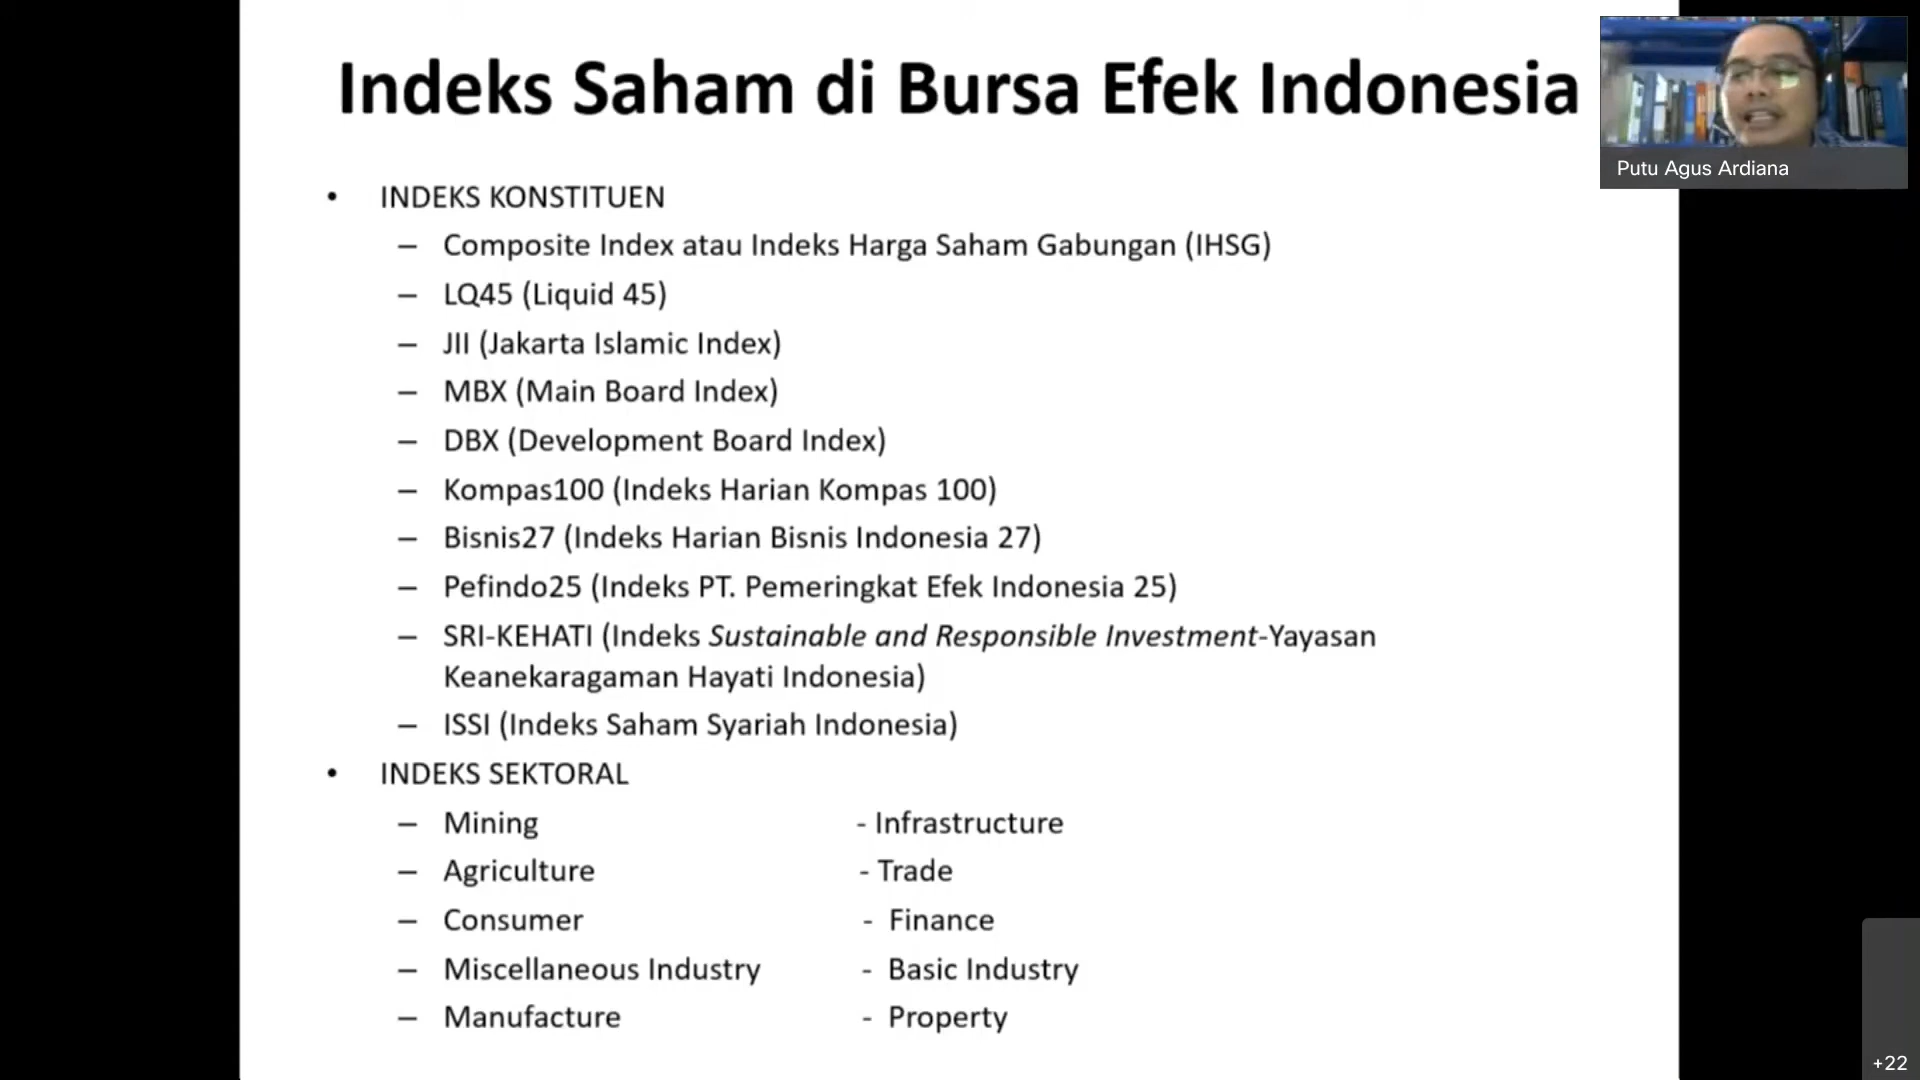 Indeks Saham di Bursa Efek Indonesia
Putu Agus Ardiana
• INDEKS KONSTITUEN
– Composite Index atau Indeks Harga Saham Gabungan (IHSG)
– LQ45 (Liquid 45)
– JII (Jakarta Islamic Index)
– MBX (Main Board Index)
– DBX (Development Board Index)
– Kompas100 (Indeks Harian Kompas 100)
– Bisnis27 (Indeks Harian Bisnis Indonesia 27)
– Pefindo25 (Indeks PT. Pemeringkat Efek Indonesia 25)
– SRI-KEHATI (Indeks Sustainable and Responsible Investment-Yayasan
Keanekaragaman Hayati Indonesia)
– ISSI (Indeks Saham Syariah Indonesia)
• INDEKS SEKTORAL
– Mining - Infrastructure
– Agriculture - Trade
– Consumer - Finance
– Miscellaneous Industry - Basic Industry
– Manufacture - Property
+22